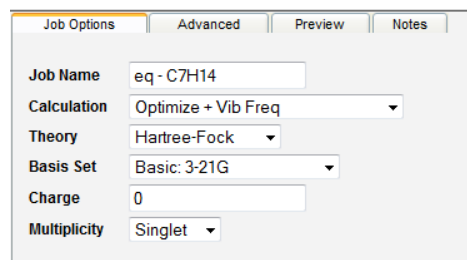 Job Options Advanced Preview Notes
Job Name eq - C7H14
Calculation Optimize + Vib Freq
Theory Hartree-Fock
Basis Set Basic: 3-21G
Charge 0
Multiplicity Singlet